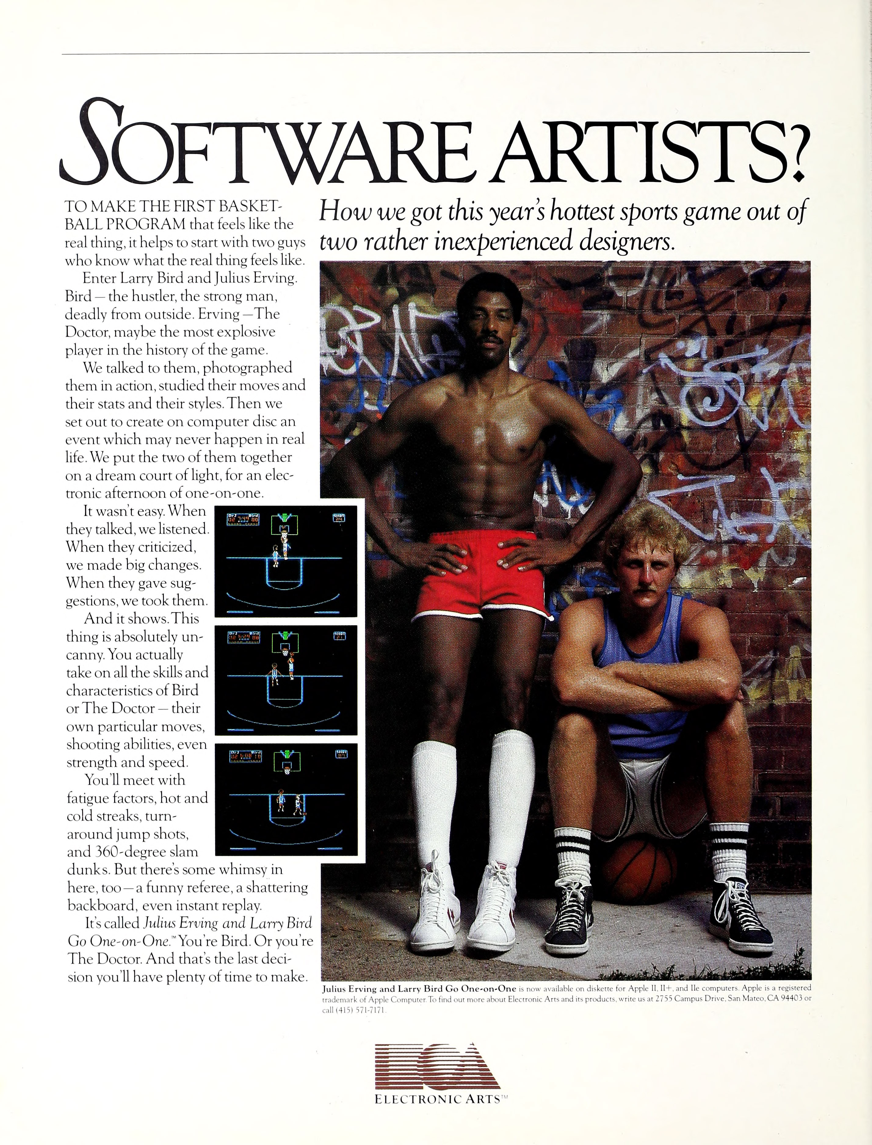 SOFTWARE ARTISTS?
How we got this year's hottest sports game out of
two rather inexperienced designers.
TO MAKE THE FIRST BASKET-
BALL PROGRAM that feels like the
real thing, it helps to start with two guys
who know what the real thing feels like.
Enter Larry Bird and Julius Erving.
Bird — the hustler, the strong man,
deadly from outside. Erving — The
Doctor, maybe the most explosive
player in the history of the game.
We talked to them, photographed
them in action, studied their moves and
their stats and their styles. Then we
set out to create on computer disc an
event which may never happen in real
life. We put the two of them together
on a dream court of light, for an elec-
tronic afternoon of one-on-one.
It wasn't easy. When
they talked, we listened.
When they criticized,
we made big changes.
When they gave sug-
gestions, we took them.
And it shows. This
thing is absolutely un-
canny. You actually
take on all the skills and
characteristics of Bird
or The Doctor — their
own particular moves,
shooting abilities, even
strength and speed.
You'll meet with
fatigue factors, hot and
cold streaks, turn-
around jump shots,
and 360-degree slam
dunks. But there's some whimsy in
here, too — a funny referee, a shattering
backboard, even instant replay.
It's called Julius Erving and Larry Bird
Go One-on-One.™ You're Bird. Or you're
The Doctor. And that's the last deci-
sion you'll have plenty of time to make.
Julius Erving and Larry Bird Go One-on-One is now available on diskette for Apple II, II+, and IIe computers. Apple is a registered
trademark of Apple Computer. To find out more about Electronic Arts and its products, write us at 2755 Campus Drive, San Mateo, CA 94403 or
call (415) 571-7171.
ELECTRONIC ARTS™